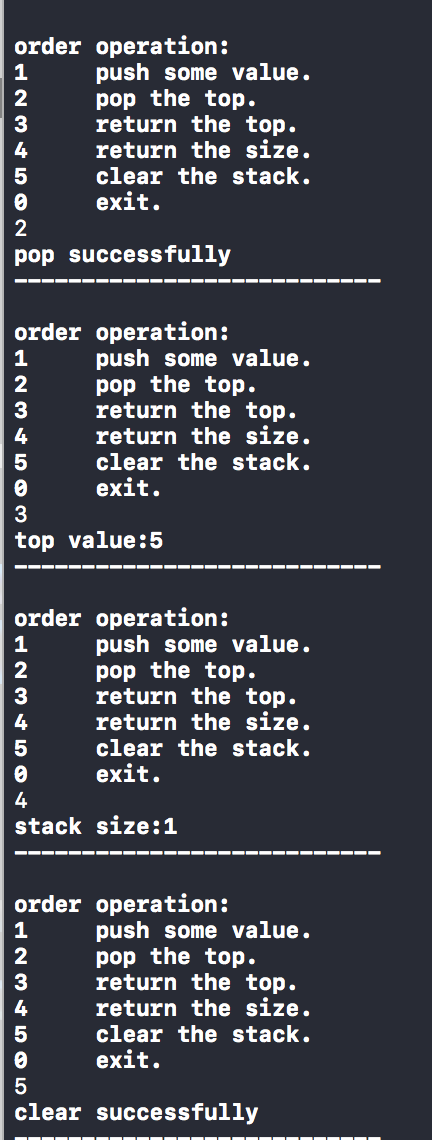 order operation:
1     push some value.
2     pop the top.
3     return the top.
4     return the size.
5     clear the stack.
0     exit.
2
pop successfully
---------------------------
order operation:
1     push some value.
2     pop the top.
3     return the top.
4     return the size.
5     clear the stack.
0     exit.
3
top value:5
---------------------------
order operation:
1     push some value.
2     pop the top.
3     return the top.
4     return the size.
5     clear the stack.
0     exit.
4
stack size:1
---------------------------
order operation:
1     push some value.
2     pop the top.
3     return the top.
4     return the size.
5     clear the stack.
0     exit.
5
clear successfully
---------------------------